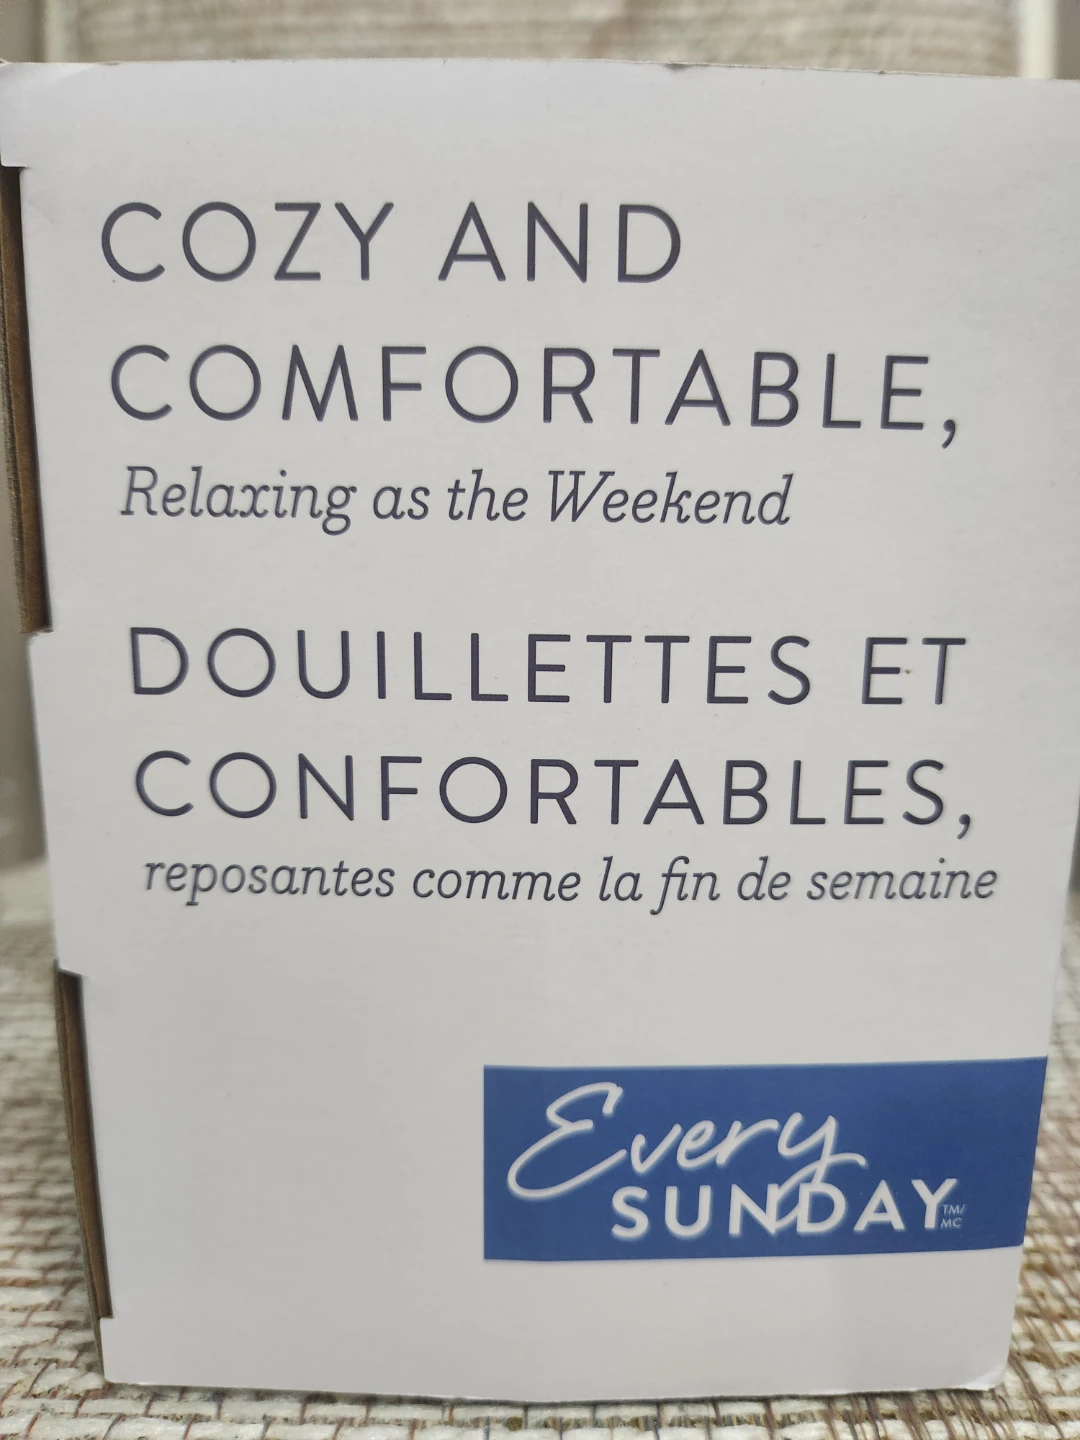 COZY AND
COMFORTABLE,
Relaxing as the Weekend
DOUILLETTES ET
CONFORTABLES,
reposantes comme la fin de semaine
Every
SUNDAY TM/
MC